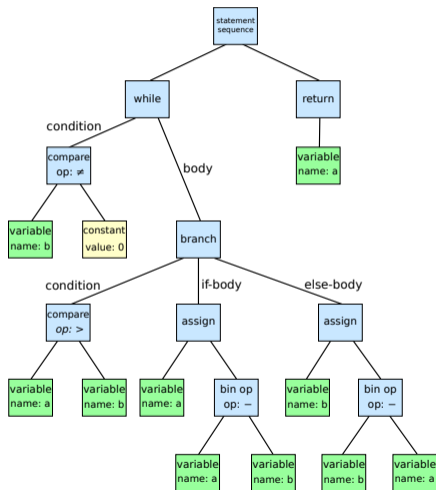 statement
sequence
while
return
condition
compare
op: ≠
body
variable
name: a
variable
name: b
constant
value: 0
branch
condition
if-body
else-body
compare
op: >
assign
assign
variable
name: a
variable
name: b
variable
name: a
bin op
op: −
variable
name: b
bin op
op: −
variable
name: a
variable
name: b
variable
name: b
variable
name: a